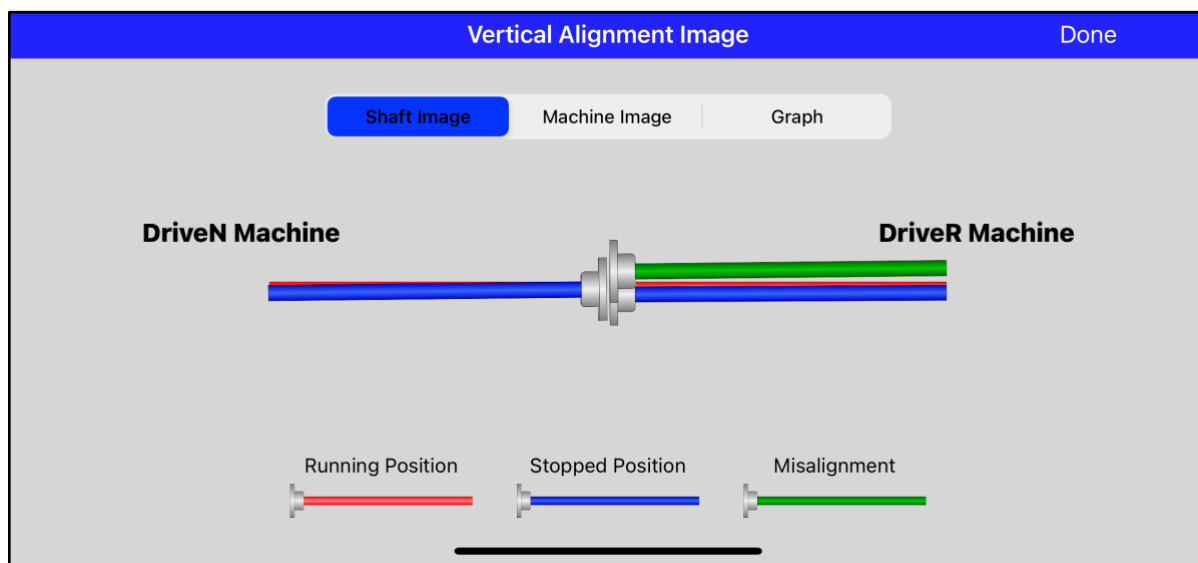 Vertical Alignment Image Done
Shaft Image Machine Image Graph
DriveN Machine DriveR Machine
Running Position Stopped Position Misalignment